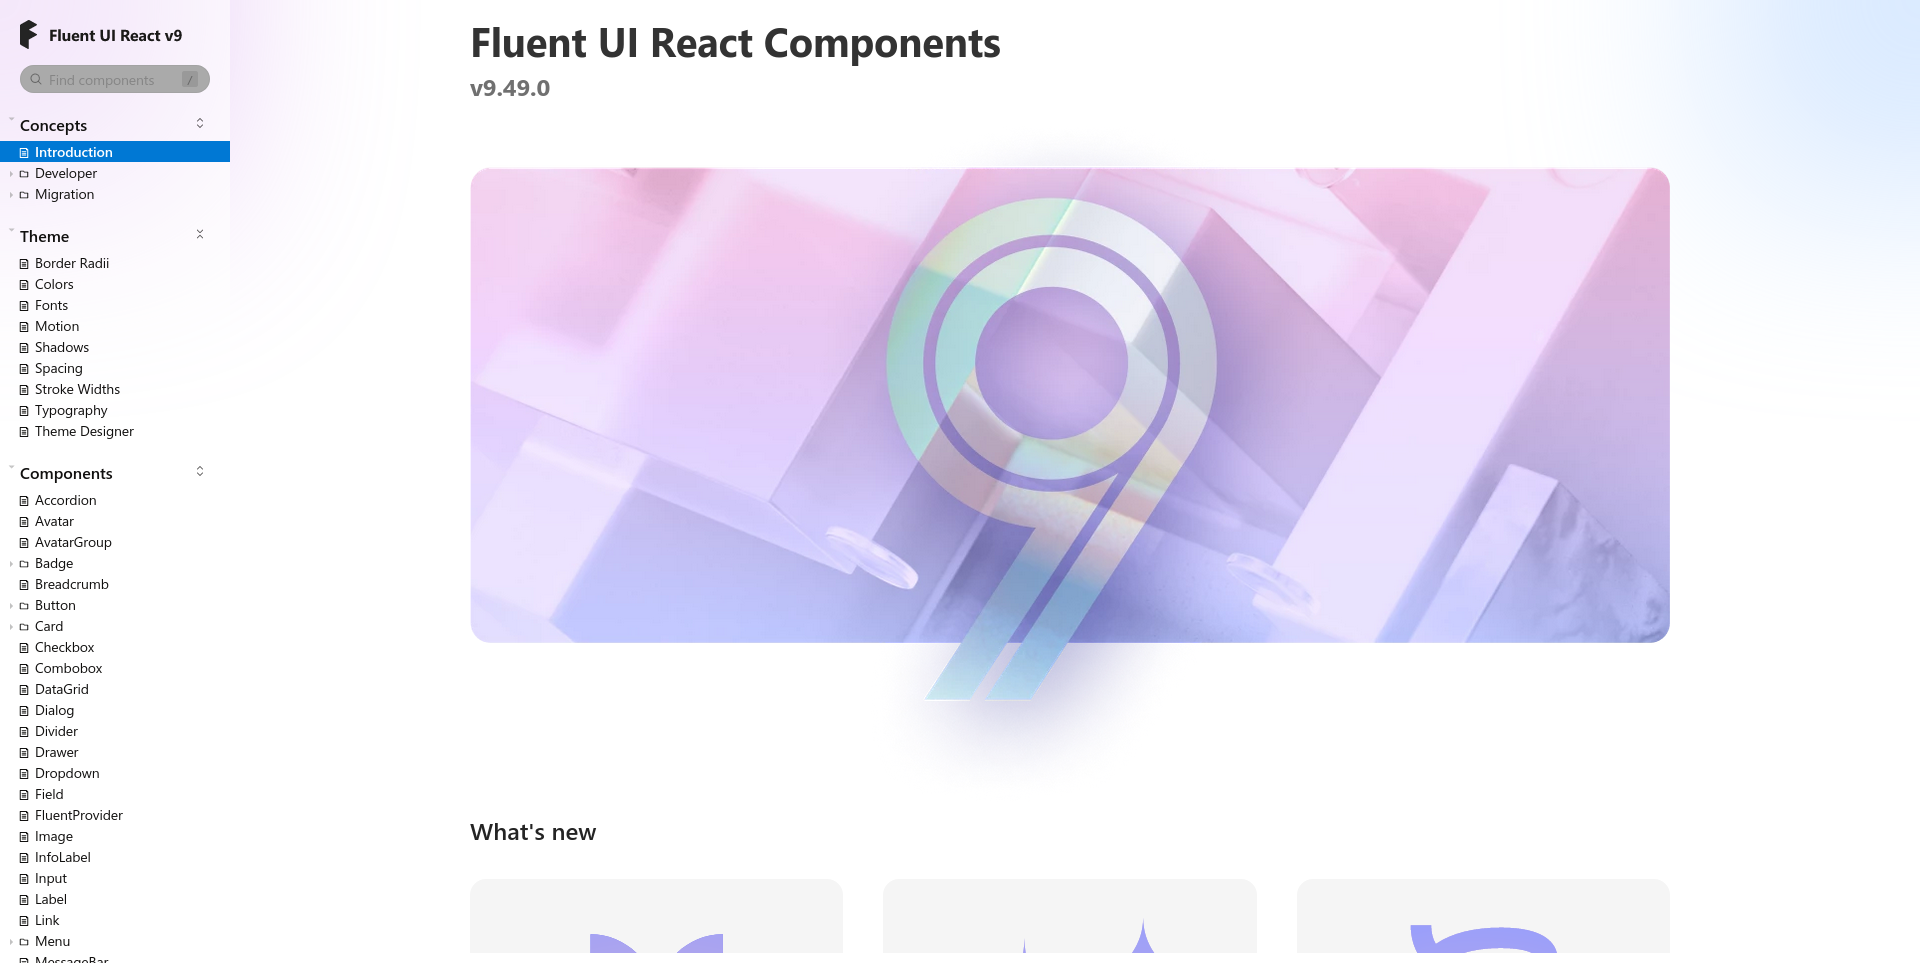 Fluent UI React v9
Find components
/
Concepts
Introduction
Developer
Migration
Theme
Border Radii
Colors
Fonts
Motion
Shadows
Spacing
Stroke Widths
Typography
Theme Designer
Components
Accordion
Avatar
AvatarGroup
Badge
Breadcrumb
Button
Card
Checkbox
Combobox
DataGrid
Dialog
Divider
Drawer
Dropdown
Field
FluentProvider
Image
InfoLabel
Input
Label
Link
Menu
MessageBar
Fluent UI React Components
v9.49.0
9
What's new